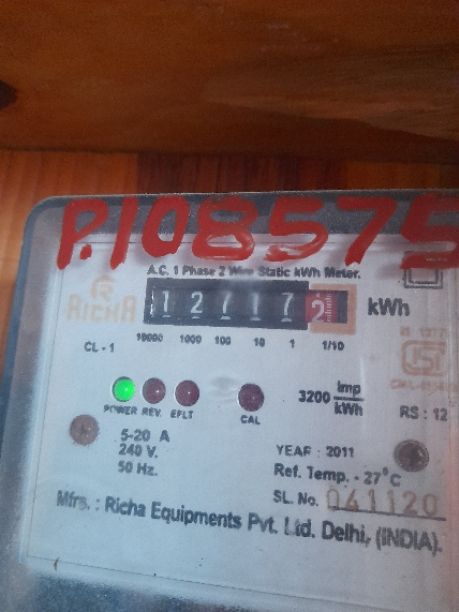 P.108575
A.C. 1 Phase 2 Wire Static kWh Meter.
R
RICHA
12717 2 kWh
10000 1000 100 10 1 1/10
CL - 1
3200 Imp/kWh
POWER REV. EFLT
CAL
RS : 12
5-20 A
240 V.
50 Hz.
YEAR : 2011
Ref. Temp. - 27°C
SL. No. 041120
Mfrs. : Richa Equipments Pvt. Ltd. Delhi, (INDIA).